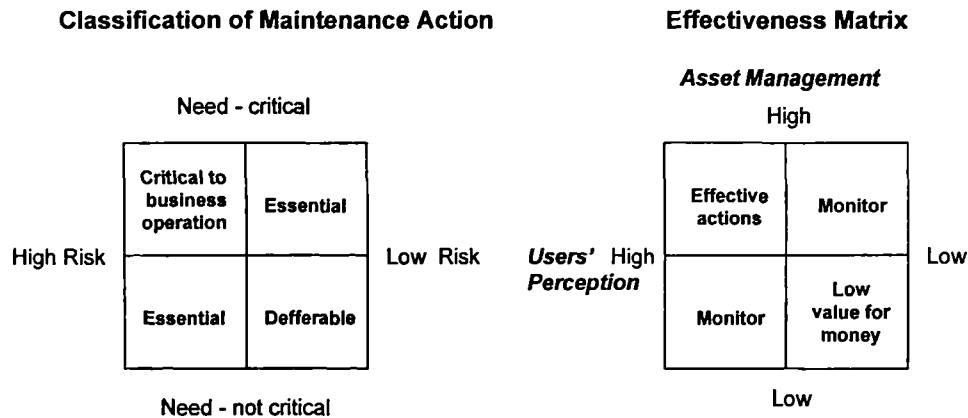 Classification of Maintenance Action
Need - critical
Critical to
business
operation
Essential
High Risk
Low Risk
Essential
Defferable
Need - not critical
Effectiveness Matrix
Asset Management
High
Effective
actions
Monitor
Users' High
Perception
Low
Monitor
Low
value for
money
Low